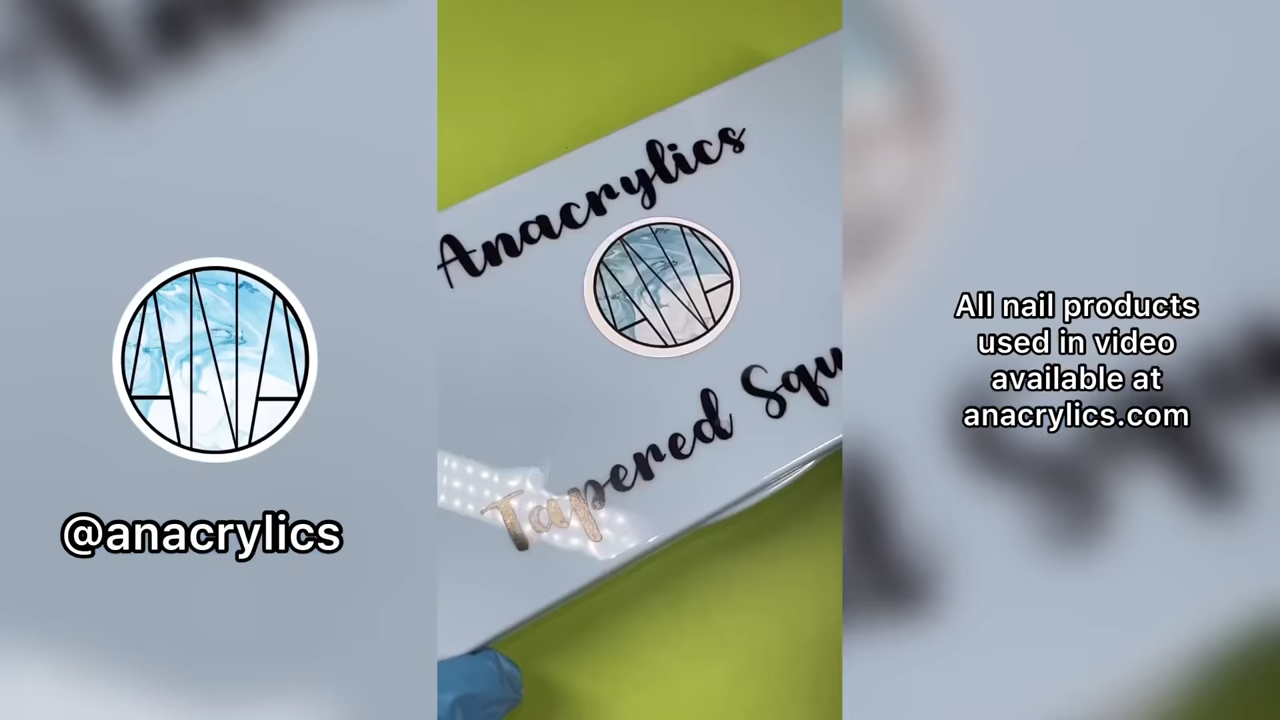 @anacrylics
Anacrylics
Tapered Squ
All nail products
used in video
available at
anacrylics.com